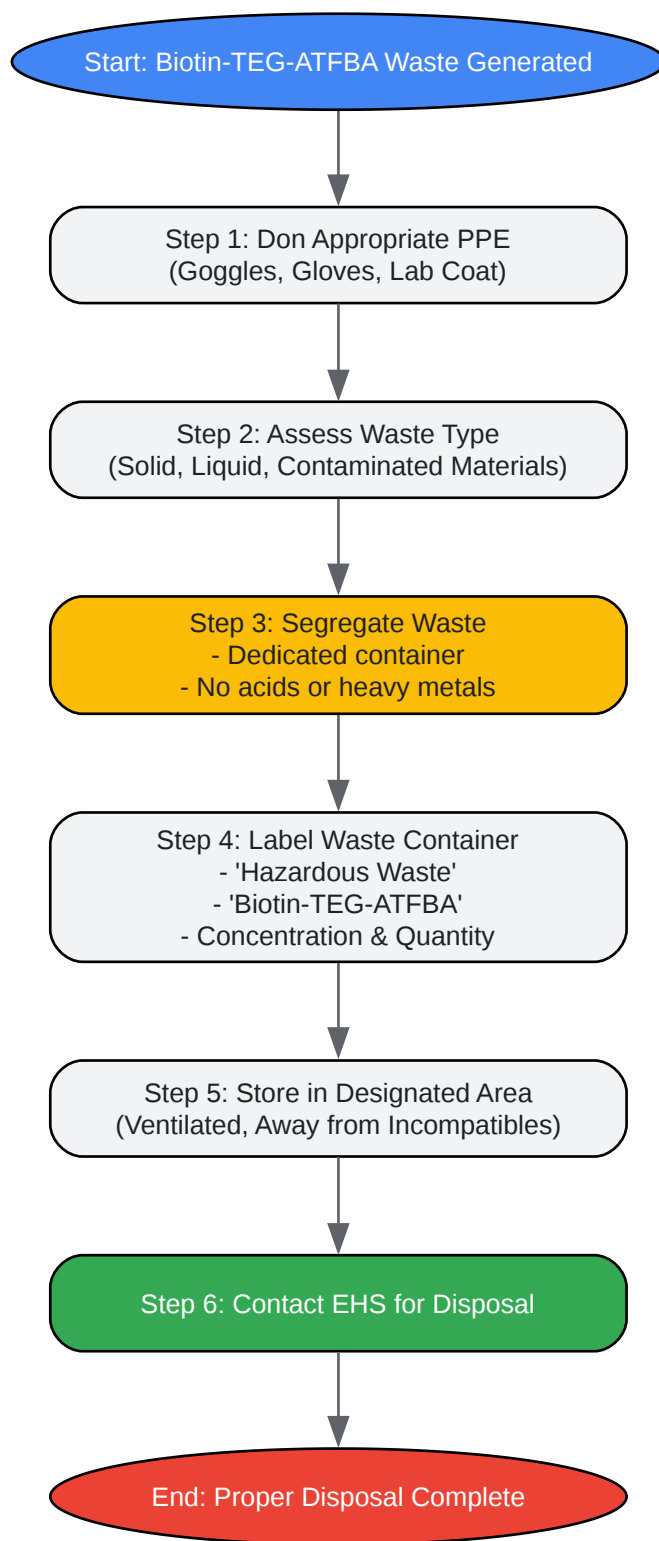 Start: Biotin-TEG-ATFBA Waste Generated
Step 1: Don Appropriate PPE
(Goggles, Gloves, Lab Coat)
Step 2: Assess Waste Type
(Solid, Liquid, Contaminated Materials)
Step 3: Segregate Waste
- Dedicated container
- No acids or heavy metals
Step 4: Label Waste Container
- 'Hazardous Waste'
- 'Biotin-TEG-ATFBA'
- Concentration & Quantity
Step 5: Store in Designated Area
(Ventilated, Away from Incompatibles)
Step 6: Contact EHS for Disposal
End: Proper Disposal Complete